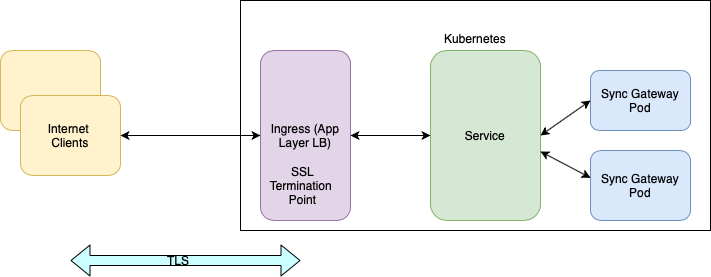 Kubernetes
Internet
Clients
Ingress (App
Layer LB)
SSL
Termination
Point
Service
Sync Gateway
Pod
Sync Gateway
Pod
TLS